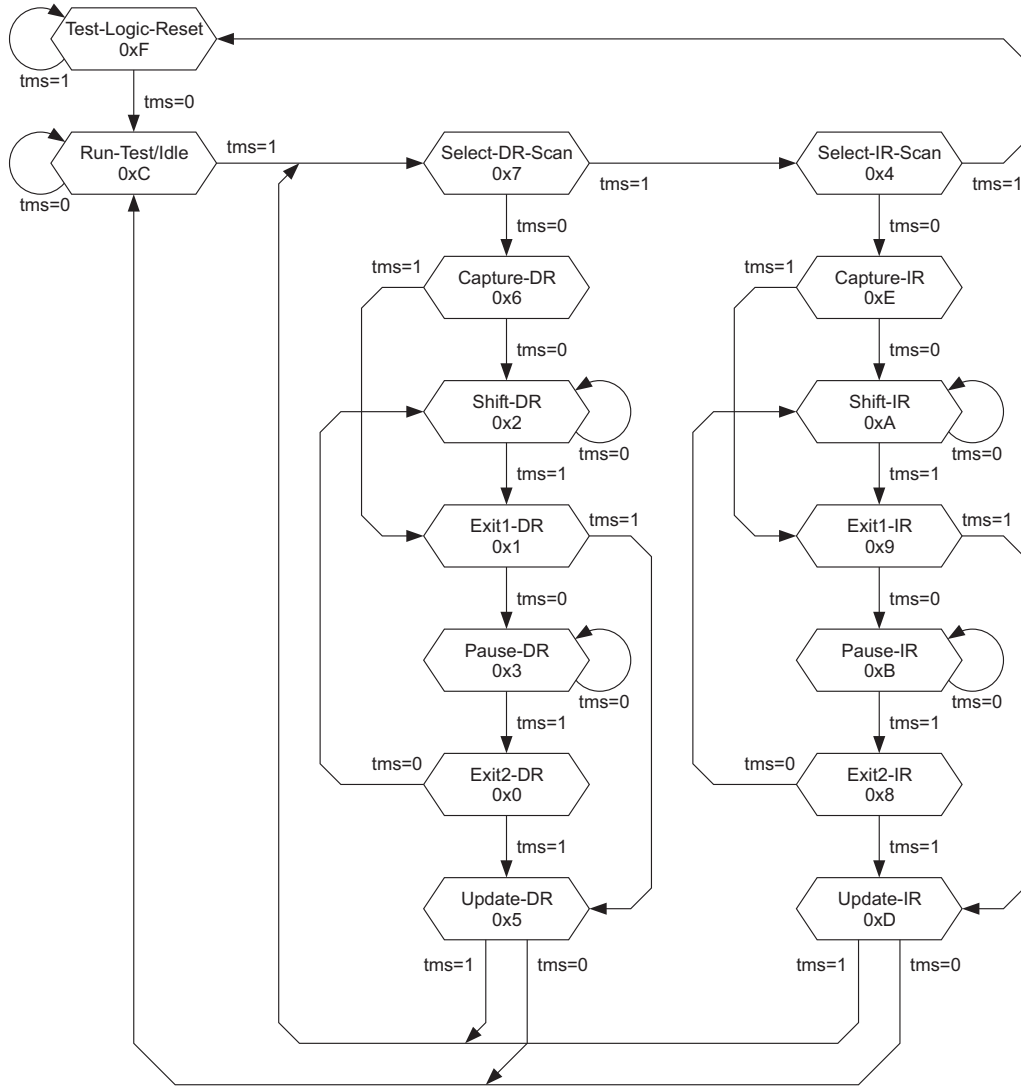 Test-Logic-Reset
0xF
tms=1
tms=0
Run-Test/Idle
0xC
tms=0
tms=1
Select-DR-Scan
0x7
tms=1
Select-IR-Scan
0x4
tms=1
tms=0
tms=0
tms=1
Capture-DR
0x6
tms=1
Capture-IR
0xE
tms=0
tms=0
Shift-DR
0x2
tms=0
Shift-IR
0xA
tms=0
tms=1
tms=1
Exit1-DR
0x1
tms=1
Exit1-IR
0x9
tms=1
tms=0
tms=0
Pause-DR
0x3
tms=0
Pause-IR
0xB
tms=0
tms=1
tms=1
tms=0
Exit2-DR
0x0
tms=0
Exit2-IR
0x8
tms=1
tms=1
Update-DR
0x5
Update-IR
0xD
tms=1
tms=0
tms=1
tms=0